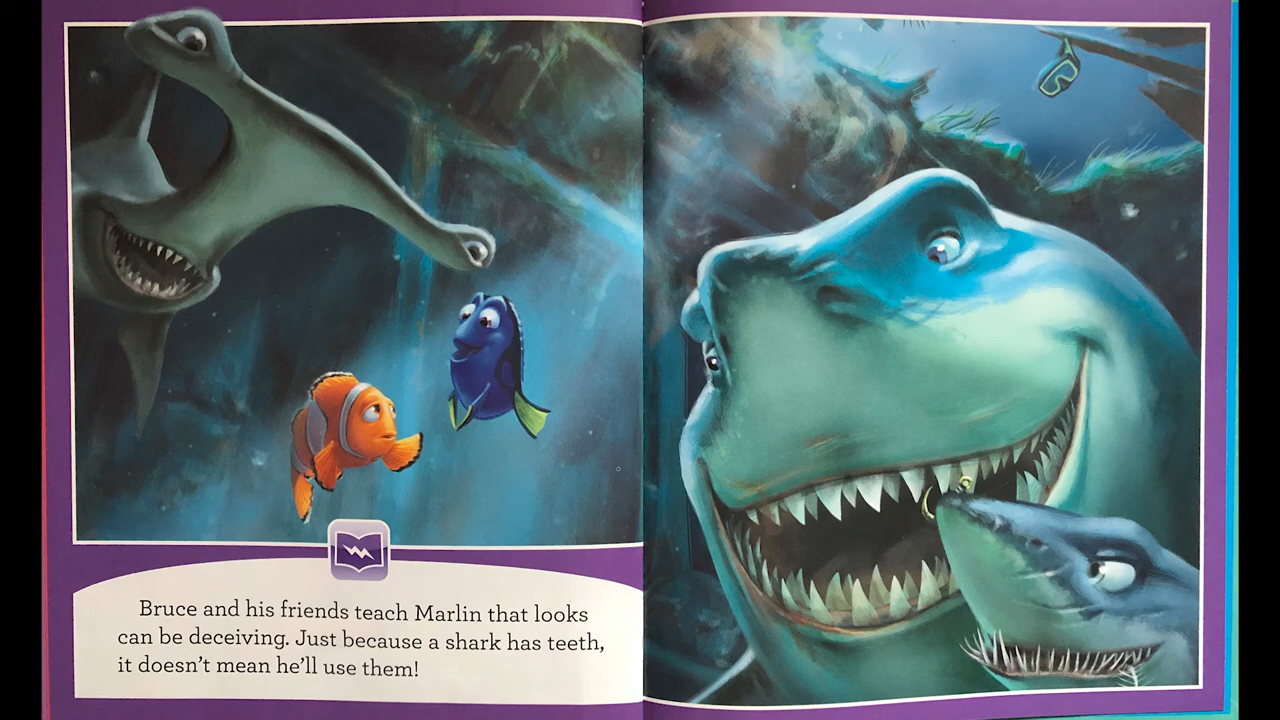 Bruce and his friends teach Marlin that looks
can be deceiving. Just because a shark has teeth,
it doesn't mean he'll use them!